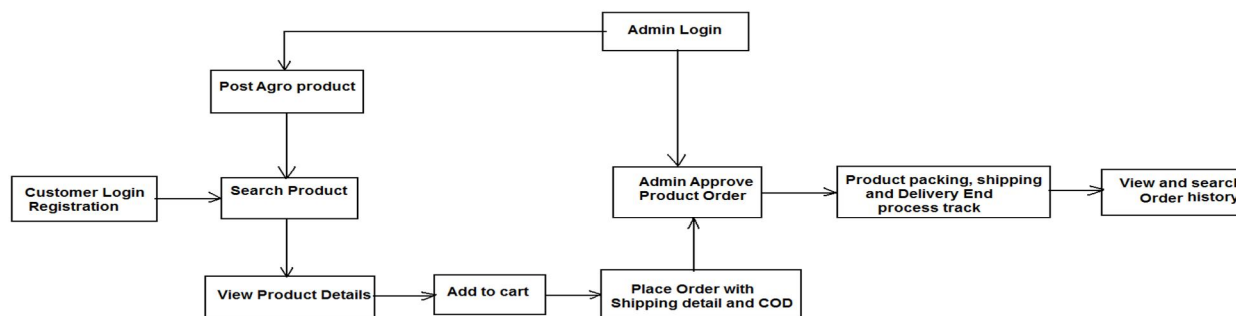 Admin Login
Post Agro product
Customer Login
Registration
Search Product
Admin Approve
Product Order
Product packing, shipping
and Delivery End
process track
View and search
Order history
View Product Details
Add to cart
Place Order with
Shipping detail and COD